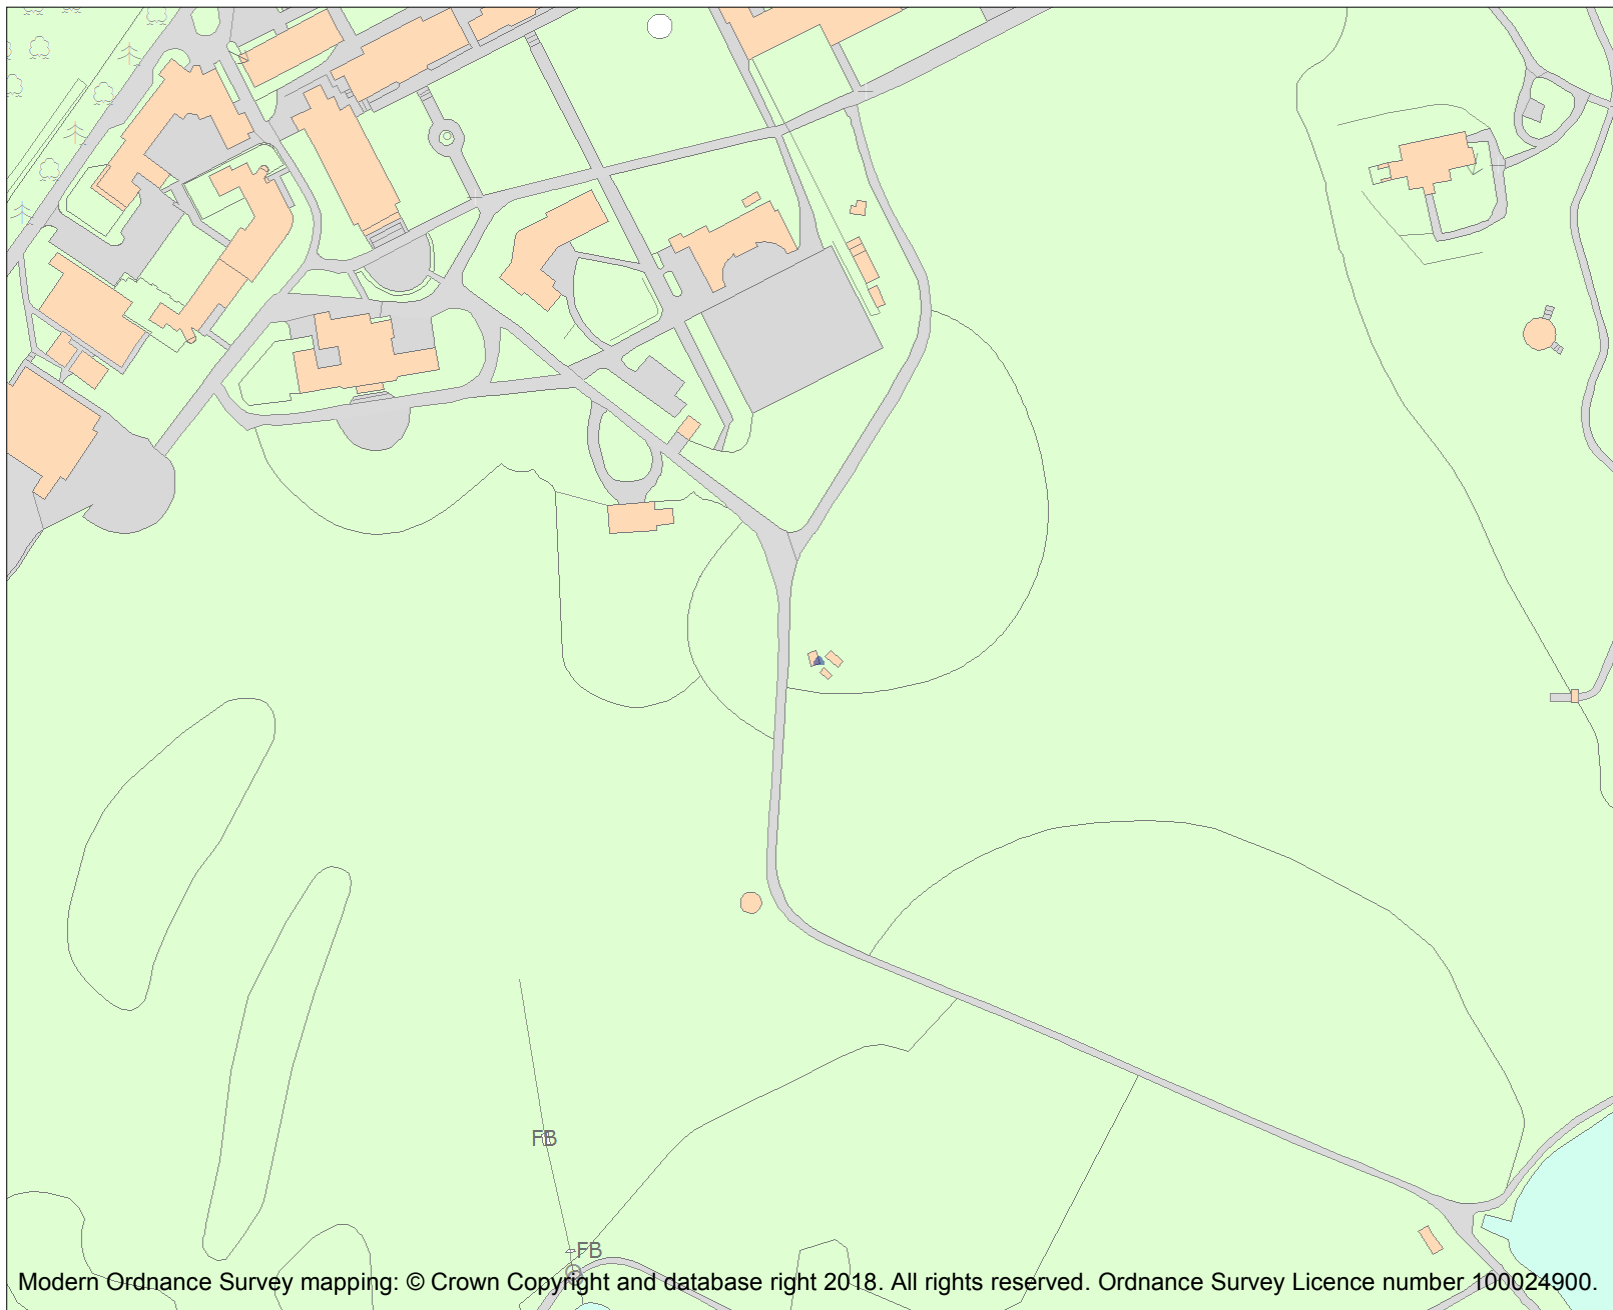 FB
FB
Modern Ordnance Survey mapping: © Crown Copyright and database right 2018. All rights reserved. Ordnance Survey Licence number 100024900.